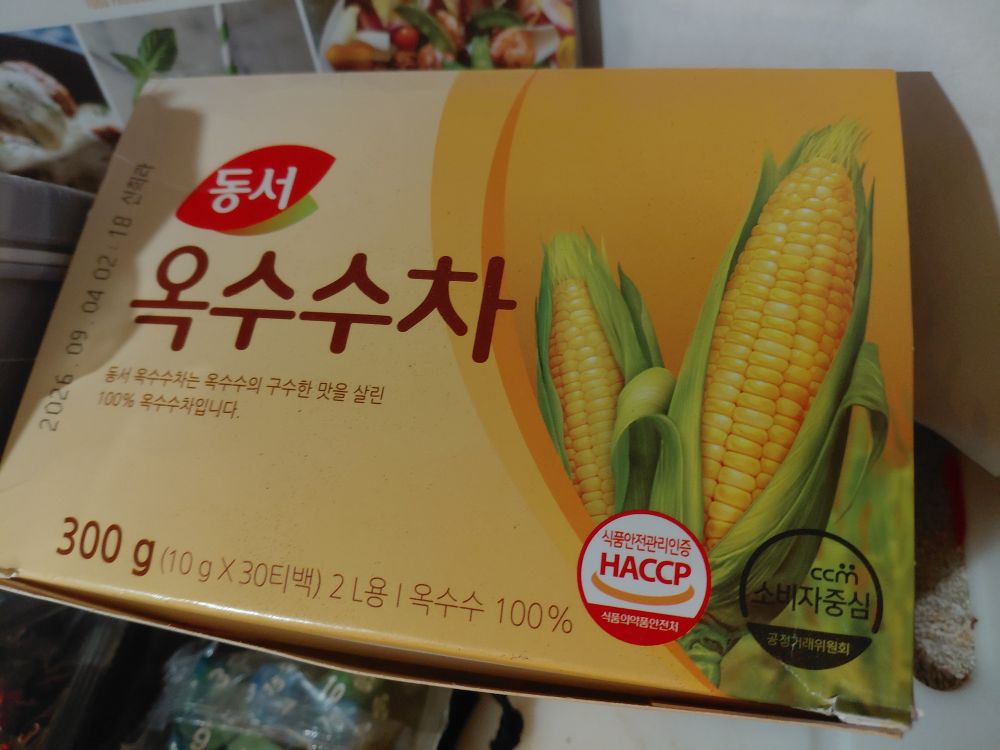 동서
옥수수차
동서 옥수수차는 옥수수의 구수한 맛을 살린
100% 옥수수차입니다.
2026.09.04 02:18 신희라
300 g (10 g X 30티백) 2 L용 | 옥수수 100%
식품안전관리인증
HACCP
식품의약품안전처
ccm
소비자중심
공정거래위원회